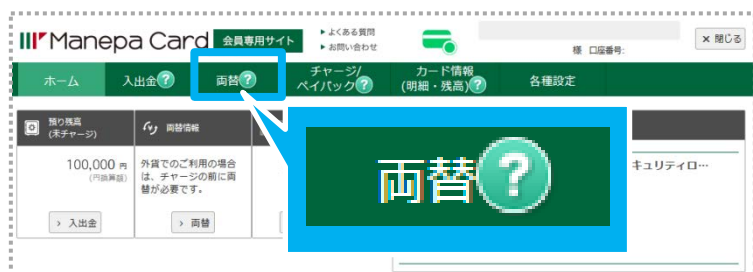 Manepa Card 会員専用サイト
よくある質問
お問い合わせ
様 口座番号:
× 閉じる
ホーム
入出金?
両替?
チャージ/
ペイバック?
カード情報
(明細・残高)?
各種設定
預り残高
(未チャージ)
100,000 円
(円換算額)
> 入出金
両替情報
外貨でのご利用の場合
は、チャージの前に両
替が必要です。
> 両替
両替?
キュリティロ…